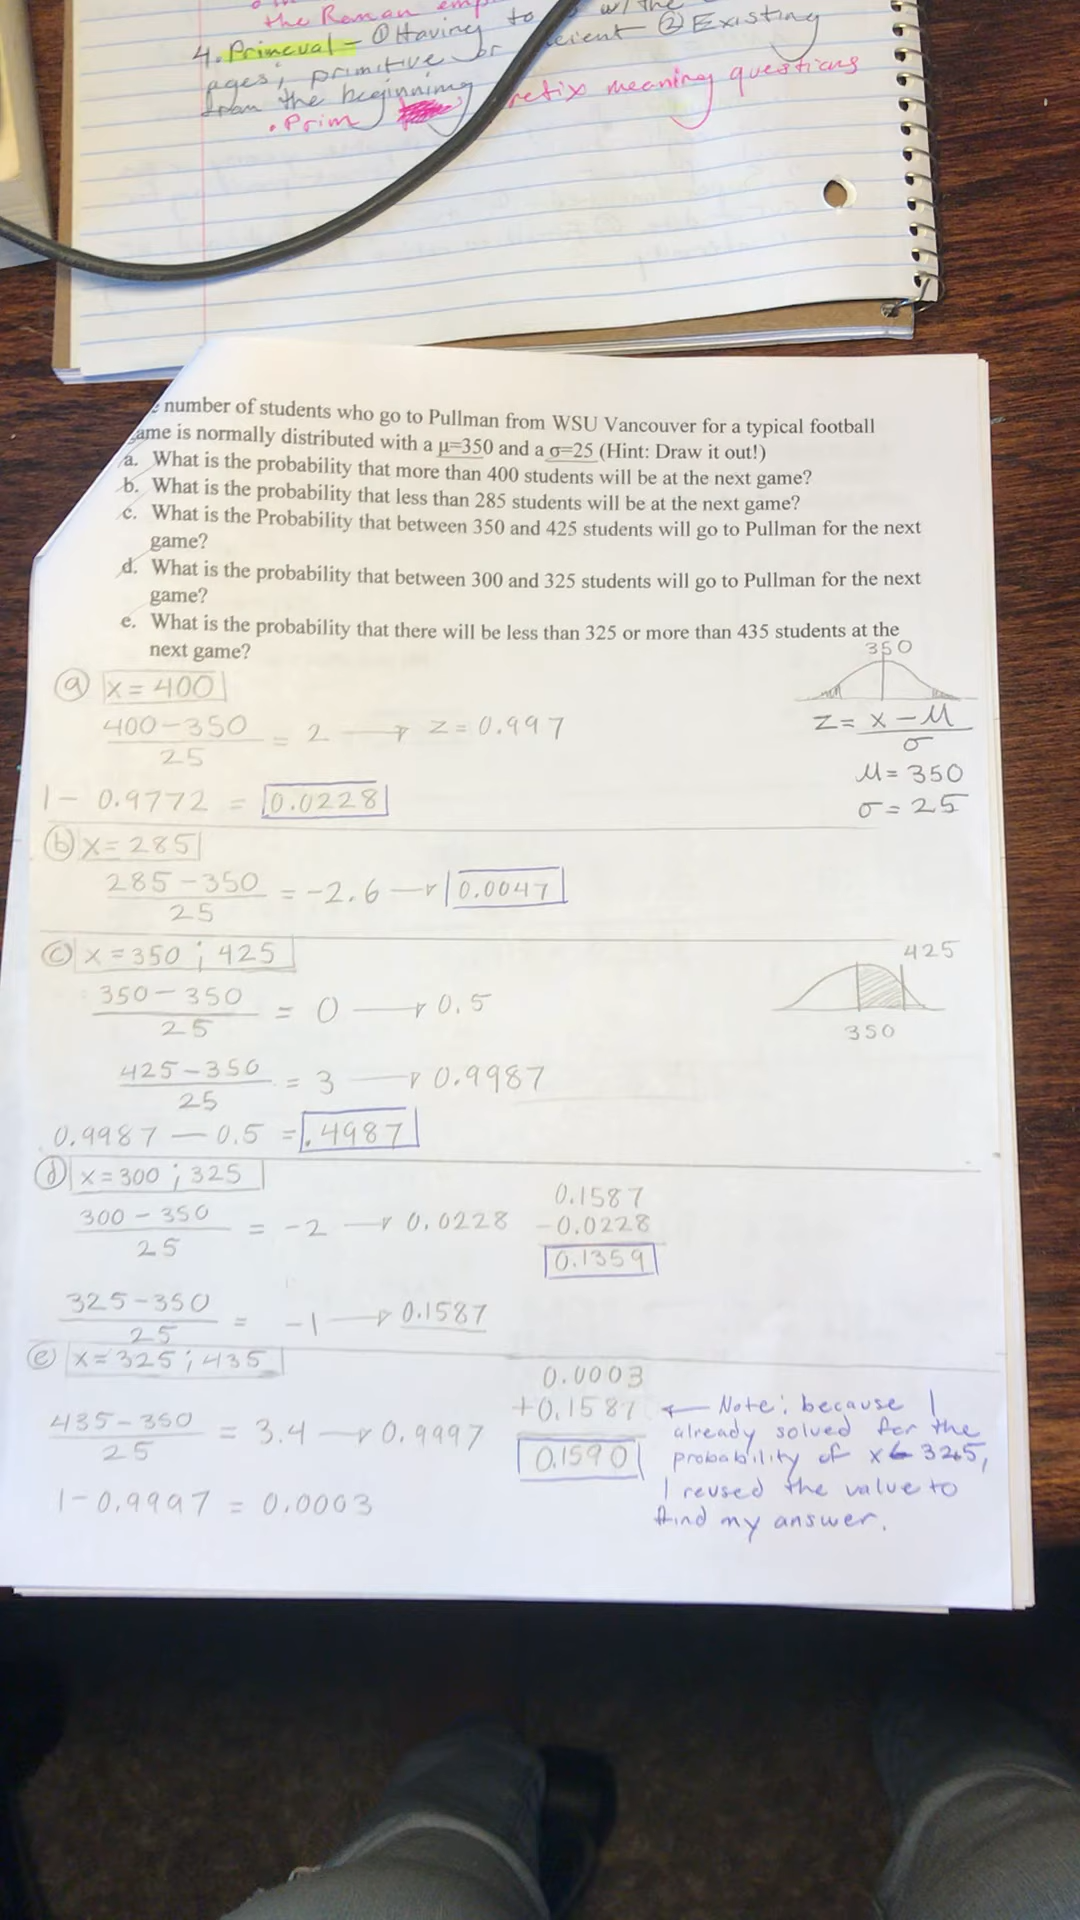 the Roman emp
4. Primeval - ① Having to w/ the
ages; primitive or cient ② Existing
from the beginning
. Prim refix meaning questions
number of students who go to Pullman from WSU Vancouver for a typical football
ame is normally distributed with a μ=350 and a σ=25 (Hint: Draw it out!)
a. What is the probability that more than 400 students will be at the next game?
b. What is the probability that less than 285 students will be at the next game?
c. What is the Probability that between 350 and 425 students will go to Pullman for the next
game?
d. What is the probability that between 300 and 325 students will go to Pullman for the next
game?
e. What is the probability that there will be less than 325 or more than 435 students at the
next game?
350
z = x - μ
σ
μ = 350
σ = 25
ⓐ x = 400
400 - 350
25
= 2 → z = 0.997
1 - 0.9772 = 0.0228
ⓑ x = 285
285 - 350
25
= -2.6 → 0.0047
ⓒ x = 350 ; 425
350 - 350
25
= 0 → 0.5
425 - 350
25
= 3 → 0.9987
0.9987 - 0.5 = .4987
425
350
ⓓ x = 300 ; 325
300 - 350
25
= -2 → 0.0228
0.1587
-0.0228
0.1359
325 - 350
25
= -1 → 0.1587
ⓔ x = 325 ; 435
435 - 350
25
= 3.4 → 0.9997
1 - 0.9997 = 0.0003
0.0003
+0.1587
0.1590
← Note: because I
already solved for the
probability of x < 325,
I reused the value to
find my answer.